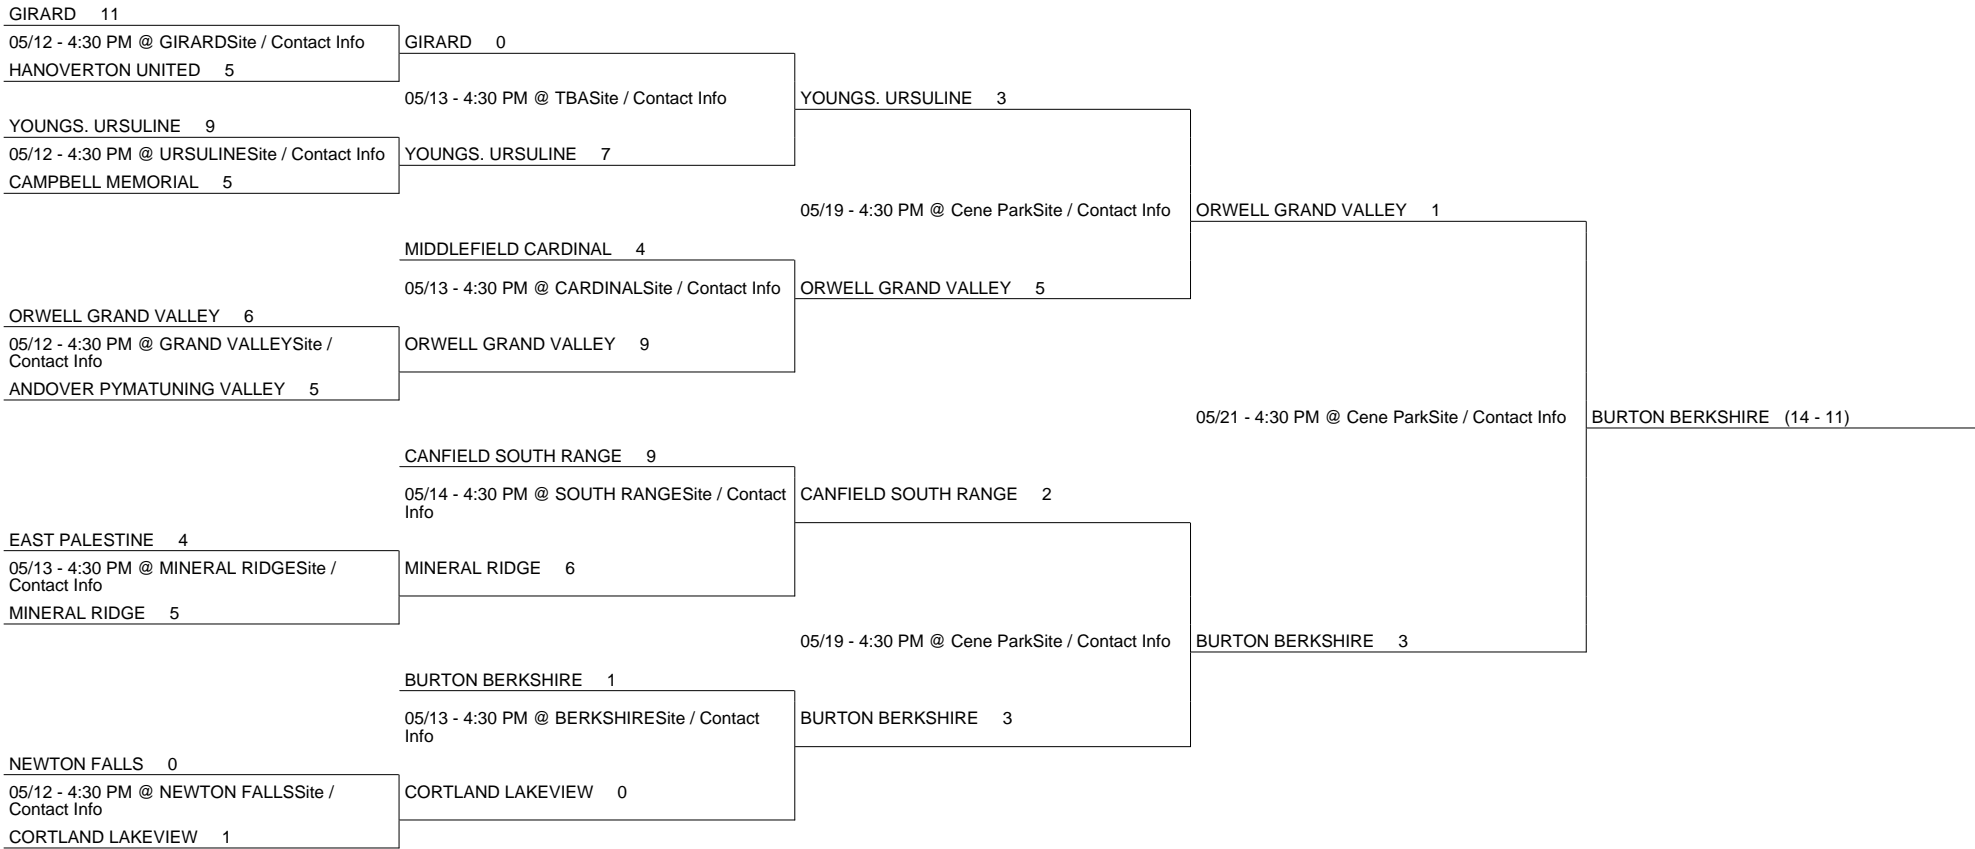 GIRARD 11
05/12 - 4:30 PM @ GIRARDSite / Contact Info
HANOVERTON UNITED 5
YOUNGS. URSULINE 9
05/12 - 4:30 PM @ URSULINESite / Contact Info
CAMPBELL MEMORIAL 5
ORWELL GRAND VALLEY 6
05/12 - 4:30 PM @ GRAND VALLEYSite /
Contact Info
ANDOVER PYMATUNING VALLEY 5
EAST PALESTINE 4
05/13 - 4:30 PM @ MINERAL RIDGESite /
Contact Info
MINERAL RIDGE 5
NEWTON FALLS 0
05/12 - 4:30 PM @ NEWTON FALLSSite /
Contact Info
CORTLAND LAKEVIEW 1
GIRARD 0
05/13 - 4:30 PM @ TBASite / Contact Info
YOUNGS. URSULINE 7
MIDDLEFIELD CARDINAL 4
05/13 - 4:30 PM @ CARDINALSite / Contact Info
ORWELL GRAND VALLEY 9
CANFIELD SOUTH RANGE 9
05/14 - 4:30 PM @ SOUTH RANGESite / Contact
Info
MINERAL RIDGE 6
BURTON BERKSHIRE 1
05/13 - 4:30 PM @ BERKSHIRESite / Contact
Info
CORTLAND LAKEVIEW 0
YOUNGS. URSULINE 3
05/19 - 4:30 PM @ Cene ParkSite / Contact Info
ORWELL GRAND VALLEY 5
CANFIELD SOUTH RANGE 2
05/19 - 4:30 PM @ Cene ParkSite / Contact Info
BURTON BERKSHIRE 3
ORWELL GRAND VALLEY 1
05/21 - 4:30 PM @ Cene ParkSite / Contact Info
BURTON BERKSHIRE 3
BURTON BERKSHIRE (14 - 11)